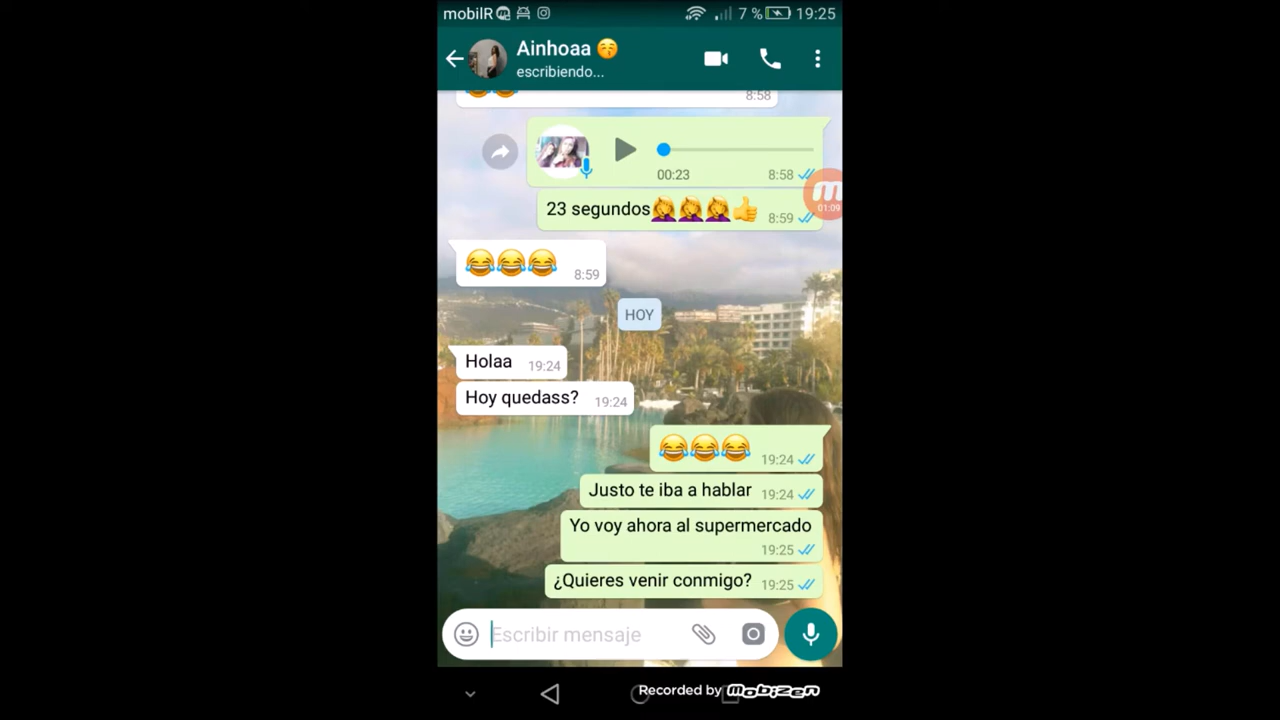 mobilR 7 % 19:25
Ainhoaa 😚
escribiendo...
😂😂 8:58
00:23 8:58
01:09
23 segundos🤦‍♀️🤦‍♀️🤦‍♀️👍 8:59
😂😂😂 8:59
HOY
Holaa 19:24
Hoy quedass? 19:24
😂😂😂 19:24
Justo te iba a hablar 19:24
Yo voy ahora al supermercado
19:25
¿Quieres venir conmigo? 19:25
Escribir mensaje
Recorded by mobizen